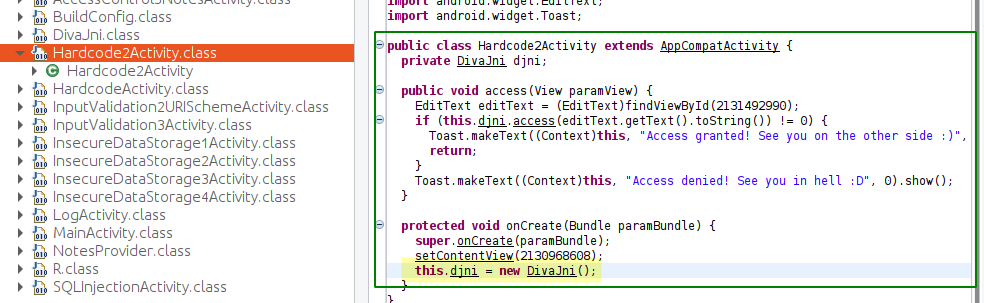 AccessControl3NotesActivity.class
BuildConfig.class
DivaJni.class
Hardcode2Activity.class
Hardcode2Activity
HardcodeActivity.class
InputValidation2URISchemeActivity.class
InputValidation3Activity.class
InsecureDataStorage1Activity.class
InsecureDataStorage2Activity.class
InsecureDataStorage3Activity.class
InsecureDataStorage4Activity.class
LogActivity.class
MainActivity.class
NotesProvider.class
R.class
SQLInjectionActivity.class
import android.widget.EditText;
import android.widget.Toast;
public class Hardcode2Activity extends AppCompatActivity {
private DivaJni djni;
public void access(View paramView) {
EditText editText = (EditText)findViewById(2131492990);
if (this.djni.access(editText.getText().toString()) != 0) {
Toast.makeText((Context)this, "Access granted! See you on the other side :)",
return;
}
Toast.makeText((Context)this, "Access denied! See you in hell :D", 0).show();
}
protected void onCreate(Bundle paramBundle) {
super.onCreate(paramBundle);
setContentView(2130968608);
this.djni = new DivaJni();
}
}